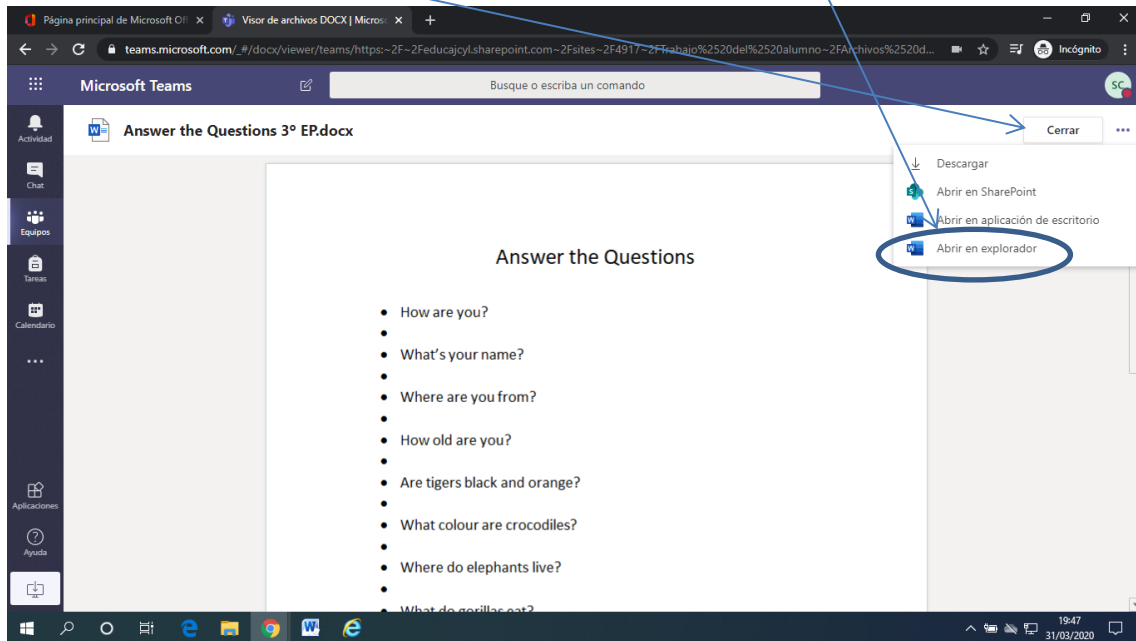 Página principal de Microsoft Off
Visor de archivos DOCX | Microso
teams.microsoft.com/_#/docx/viewer/teams/https:~2F~2Feducajcyl.sharepoint.com~2Fsites~2F4917~2FTrabajo%2520del%2520alumno~2FArchivos%2520d...
Incógnito
Microsoft Teams
Busque o escriba un comando
SC
Actividad
Answer the Questions 3º EP.docx
Cerrar
Chat
Descargar
Abrir en SharePoint
Equipos
Abrir en aplicación de escritorio
Abrir en explorador
Tareas
Calendario
Answer the Questions
How are you?
What's your name?
Where are you from?
How old are you?
Are tigers black and orange?
What colour are crocodiles?
Where do elephants live?
What do gorillas eat?
Aplicaciones
Ayuda
19:47
31/03/2020